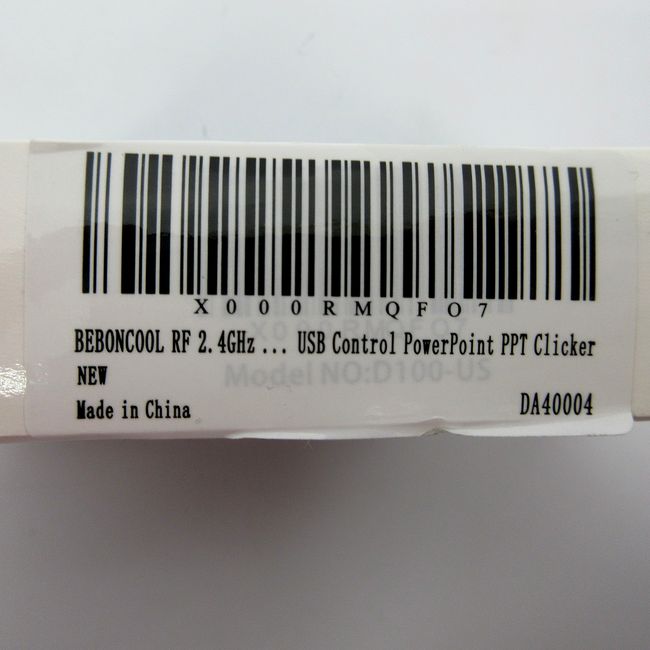 X000RMQFO7
BEBONCOOL RF 2.4GHz ... USB Control PowerPoint PPT Clicker
NEW
Model NO:D100-US
Made in China
DA40004